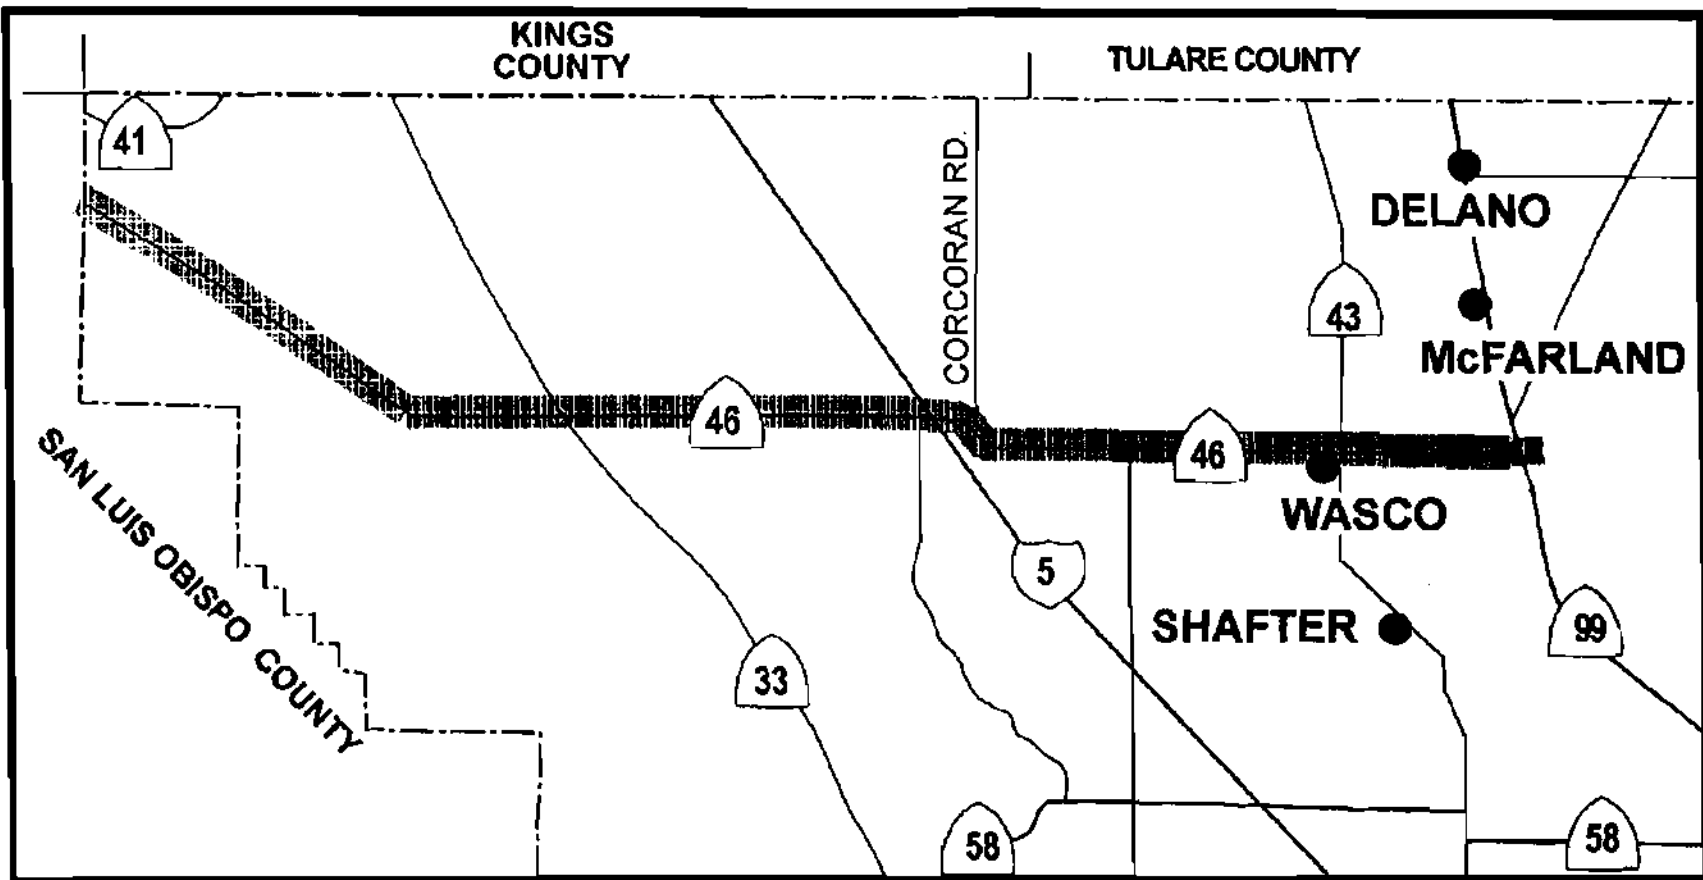 KINGS
COUNTY
TULARE COUNTY
41
CORCORAN RD.
DELANO
43
McFARLAND
46
46
SAN LUIS OBISPO COUNTY
WASCO
5
SHAFTER
99
33
58
58